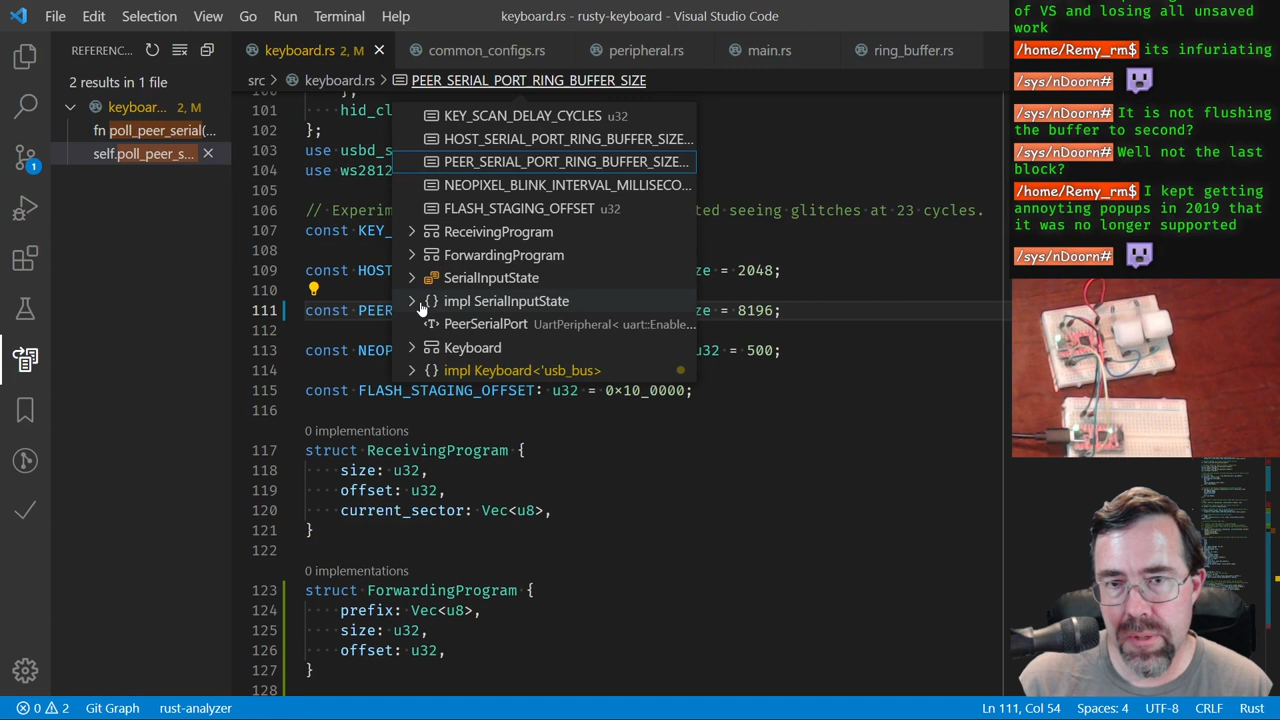 File Edit Selection View Go Run Terminal Help
keyboard.rs - rusty-keyboard - Visual Studio Code
REFERENC...
2 results in 1 file
keyboar... 2, M
fn poll_peer_serial(...
self.poll_peer_s...
1
keyboard.rs 2, M
common_configs.rs
peripheral.rs
main.rs
ring_buffer.rs
src > keyboard.rs > PEER_SERIAL_PORT_RING_BUFFER_SIZE
KEY_SCAN_DELAY_CYCLES u32
HOST_SERIAL_PORT_RING_BUFFER_SIZE...
PEER_SERIAL_PORT_RING_BUFFER_SIZE...
NEOPIXEL_BLINK_INTERVAL_MILLISECO...
FLASH_STAGING_OFFSET u32
ReceivingProgram
ForwardingProgram
SerialInputState
{} impl SerialInputState
PeerSerialPort UartPeripheral< uart::Enable...
Keyboard
{} impl Keyboard<'usb_bus>
101 hid_cl
102 };
103 use usbd_s
104 use ws2812
105
106 // Experim ted seeing glitches at 23 cycles.
107 const KEY_
108
109 const HOST ze = 2048;
110
111 const PEER ze = 8196;
112
113 const NEOP u32 = 500;
114
115 const FLASH_STAGING_OFFSET: u32 = 0×10_0000;
116
0 implementations
117 struct ReceivingProgram {
118 size: u32,
119 offset: u32,
120 current_sector: Vec<u8>,
121 }
122
0 implementations
123 struct ForwardingProgram {
124 prefix: Vec<u8>,
125 size: u32,
126 offset: u32,
127 }
128
of VS and losing all unsaved
work
/home/Remy_rm$ its infuriating
/sys/nDoorn#
/sys/nDoorn# It is not flushing
the buffer to second?
/sys/nDoorn# Well not the last
block?
/home/Remy_rm$ I kept getting
annoyting popups in 2019 that
it was no longer supported
/sys/nDoorn#
0 2 Git Graph rust-analyzer
Ln 111, Col 54 Spaces: 4 UTF-8 CRLF Rust